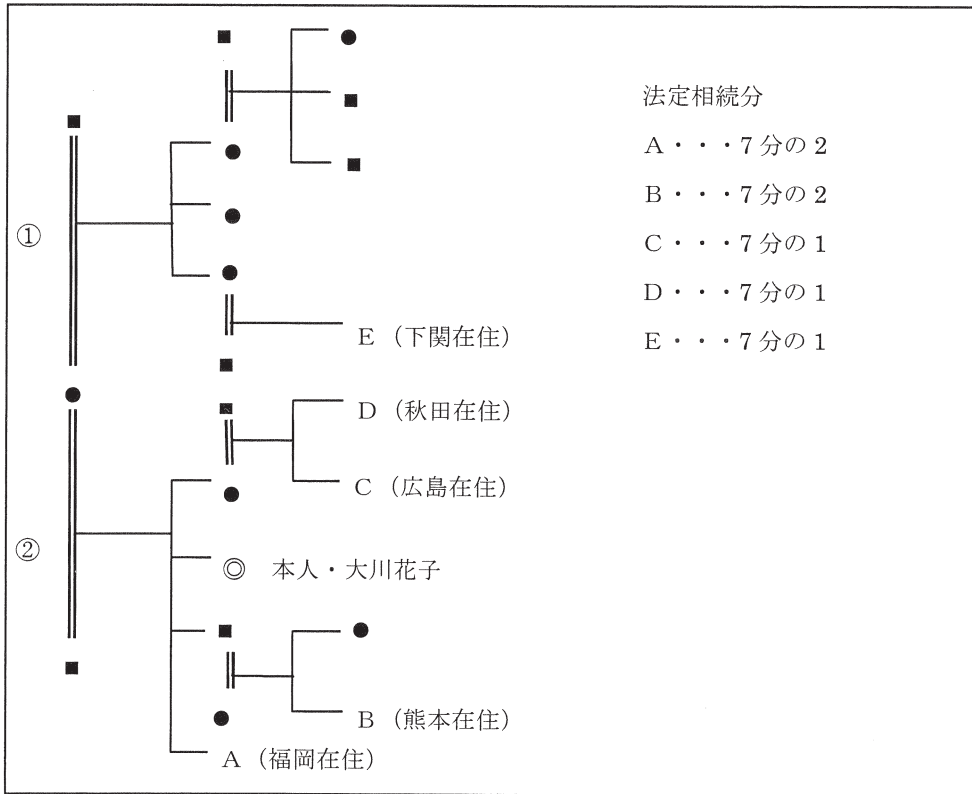 法定相続分
A・・・7分の2
B・・・7分の2
C・・・7分の1
D・・・7分の1
E・・・7分の1
①
E（下関在住）
D（秋田在住）
C（広島在住）
②
◎ 本人・大川花子
B（熊本在住）
A（福岡在住）